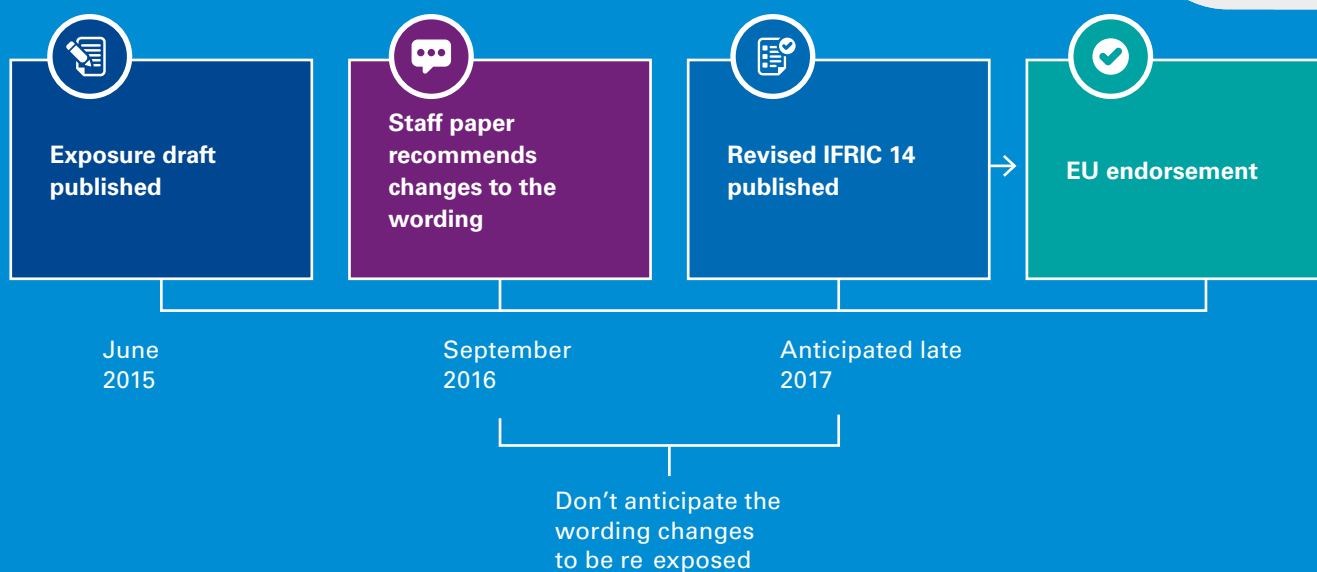 Exposure draft
published
Staff paper
recommends
changes to the
wording
Revised IFRIC 14
published
EU endorsement
June
2015
September
2016
Anticipated late
2017
Don’t anticipate the
wording changes
to be re exposed